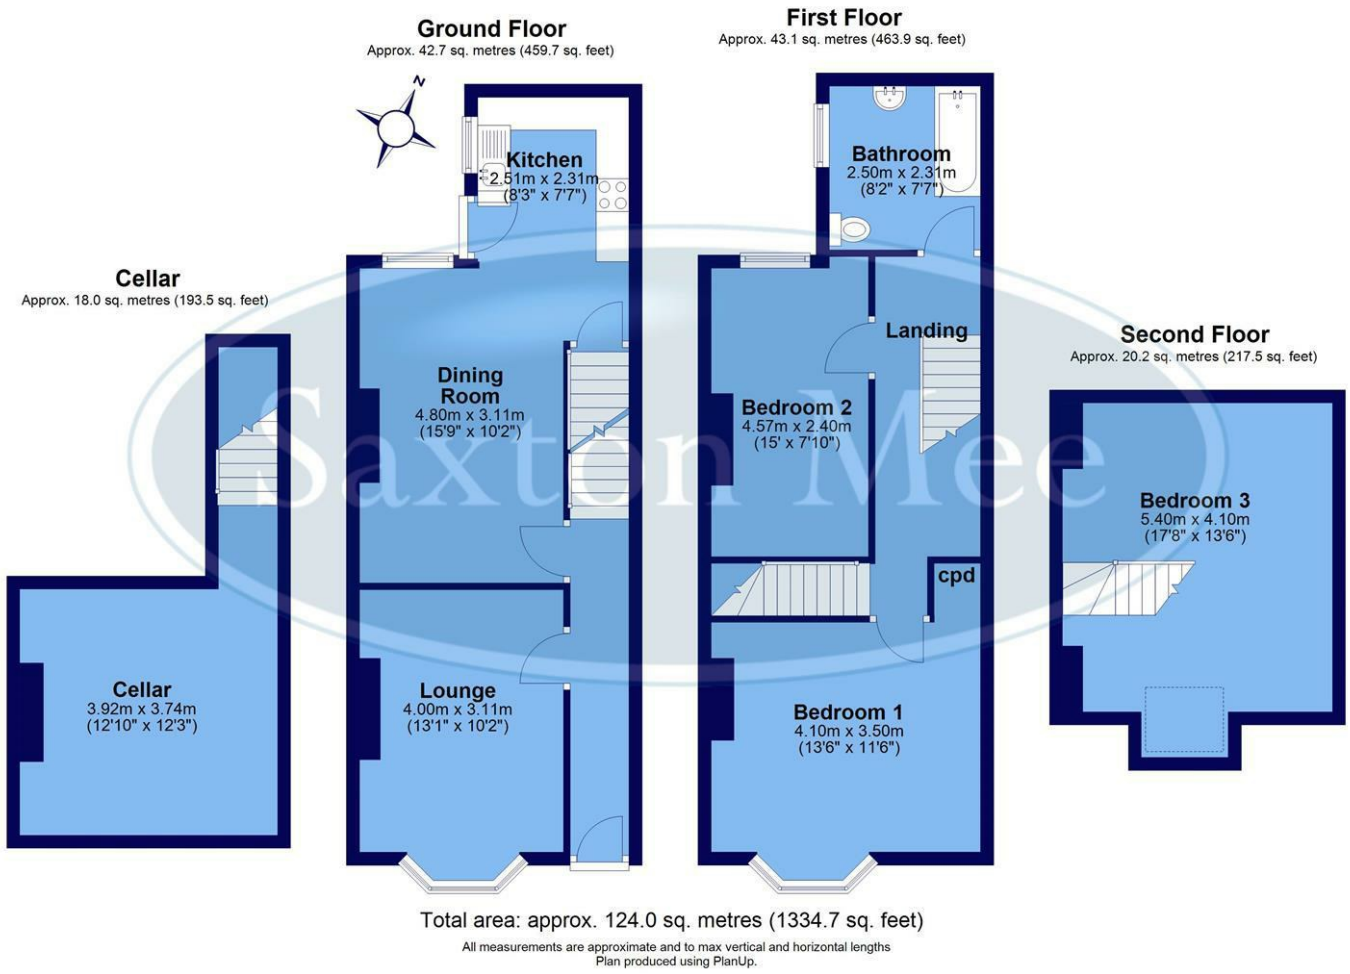 Ground Floor
Approx. 42.7 sq. metres (459.7 sq. feet)
First Floor
Approx. 43.1 sq. metres (463.9 sq. feet)
N
Kitchen
2.51m x 2.31m
(8'3" x 7'7")
Bathroom
2.50m x 2.31m
(8'2" x 7'7")
Cellar
Approx. 18.0 sq. metres (193.5 sq. feet)
Landing
Second Floor
Approx. 20.2 sq. metres (217.5 sq. feet)
Dining
Room
4.80m x 3.11m
(15'9" x 10'2")
Bedroom 2
4.57m x 2.40m
(15' x 7'10")
Saxton Mee
Bedroom 3
5.40m x 4.10m
(17'8" x 13'6")
cpd
Cellar
3.92m x 3.74m
(12'10" x 12'3")
Lounge
4.00m x 3.11m
(13'1" x 10'2")
Bedroom 1
4.10m x 3.50m
(13'6" x 11'6")
Total area: approx. 124.0 sq. metres (1334.7 sq. feet)
All measurements are approximate and to max vertical and horizontal lengths
Plan produced using PlanUp.